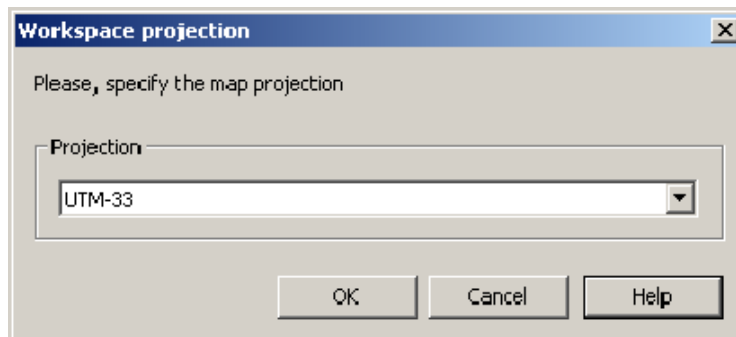 Workspace projection
Please, specify the map projection
Projection
UTM-33
OK Cancel Help